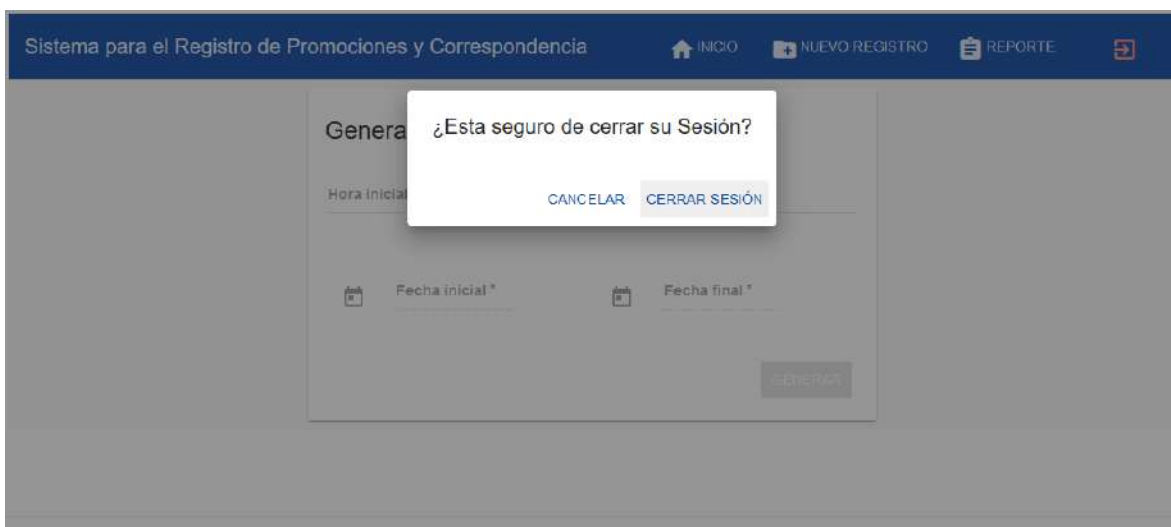 Sistema para el Registro de Promociones y Correspondencia
INICIO
NUEVO REGISTRO
REPORTE
Genera
¿Esta seguro de cerrar su Sesión?
Hora inicial
CANCELAR
CERRAR SESIÓN
Fecha inicial *
Fecha final *
GENERAR